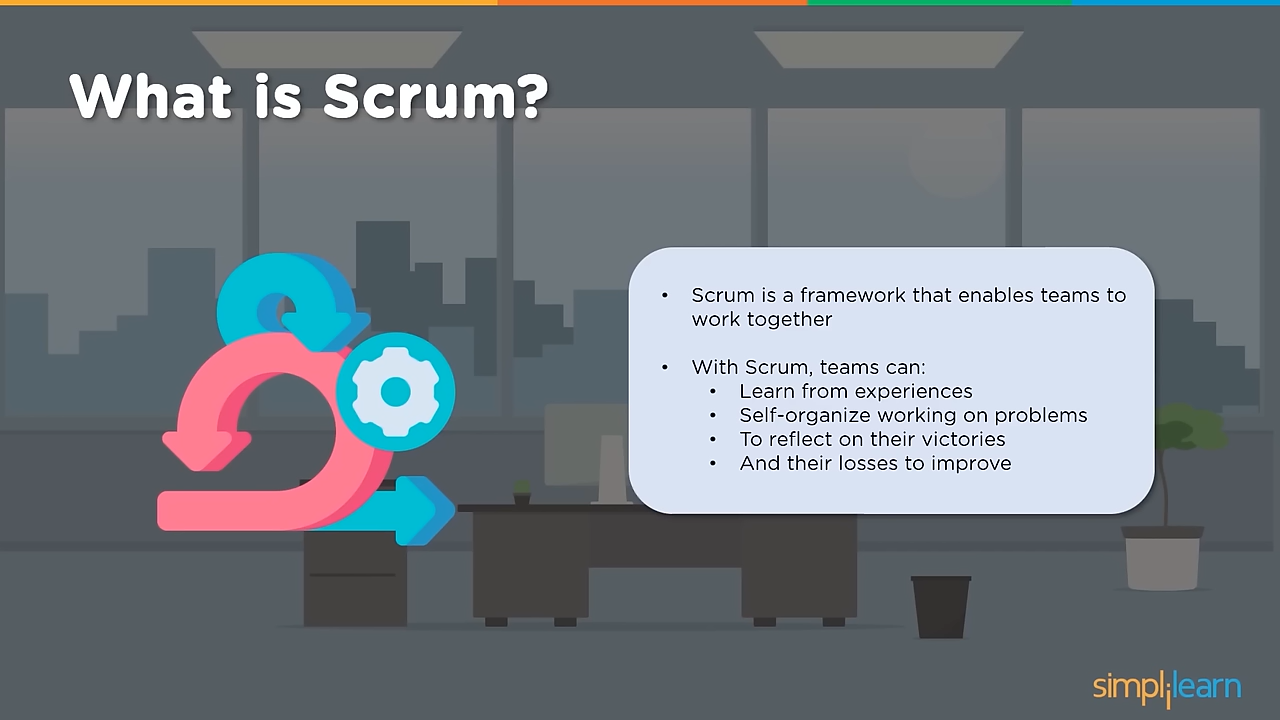 What is Scrum?
• Scrum is a framework that enables teams to
work together
• With Scrum, teams can:
• Learn from experiences
• Self-organize working on problems
• To reflect on their victories
• And their losses to improve
simplilearn